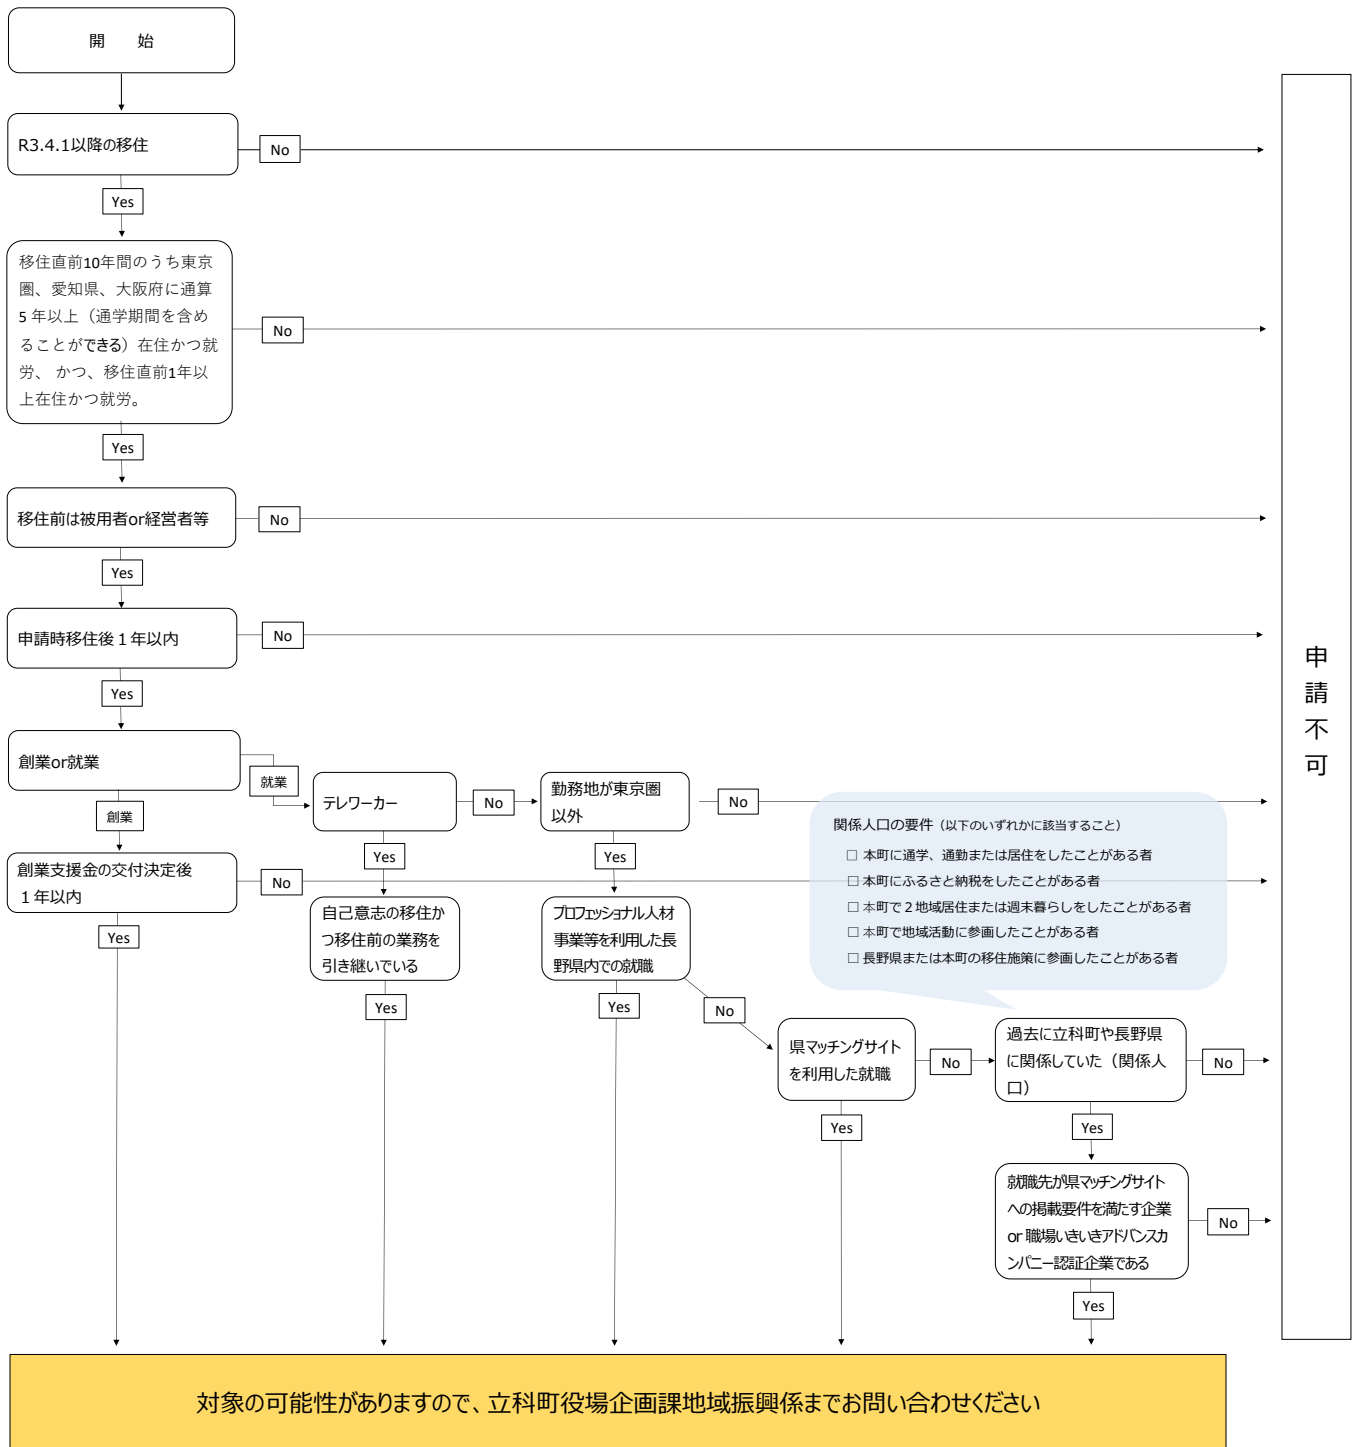 開　始
R3.4.1以降の移住
No
Yes
移住直前10年間のうち東京
圏、愛知県、大阪府に通算
5 年以上（通学期間を含め
ることができる）在住かつ就
労、 かつ、移住直前1年以
上在住かつ就労。
No
Yes
移住前は被用者or経営者等
No
Yes
申請時移住後１年以内
No
Yes
創業or就業
就業
創業
テレワーカー
No
Yes
勤務地が東京圏
以外
No
Yes
創業支援金の交付決定後
１年以内
No
Yes
自己意志の移住か
つ移住前の業務を
引き継いでいる
Yes
プロフェッショナル人材
事業等を利用した長
野県内での就職
Yes
No
関係人口の要件（以下のいずれかに該当すること）
□ 本町に通学、通勤または居住をしたことがある者
□ 本町にふるさと納税をしたことがある者
□ 本町で２地域居住または週末暮らしをしたことがある者
□ 本町で地域活動に参画したことがある者
□ 長野県または本町の移住施策に参画したことがある者
県マッチングサイト
を利用した就職
No
Yes
過去に立科町や長野県
に関係していた（関係人
口）
No
Yes
就職先が県マッチングサイト
への掲載要件を満たす企業
or 職場いきいきアドバンスカ
ンパニー認証企業である
No
Yes
申
請
不
可
対象の可能性がありますので、立科町役場企画課地域振興係までお問い合わせください